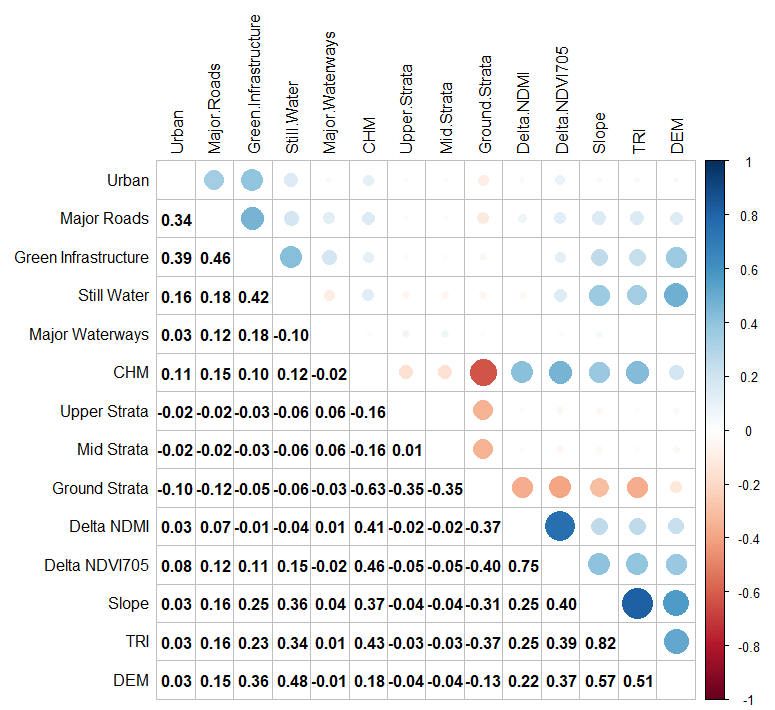 Urban Major.Roads Green.Infrastructure Still.Water Major.Waterways CHM Upper.Strata Mid.Strata Ground.Strata Delta.NDMI Delta.NDVI705 Slope TRI DEM
Urban
Major Roads 0.34
Green Infrastructure 0.39 0.46
Still Water 0.16 0.18 0.42
Major Waterways 0.03 0.12 0.18 -0.10
CHM 0.11 0.15 0.10 0.12 -0.02
Upper Strata -0.02 -0.02 -0.03 -0.06 0.06 -0.16
Mid Strata -0.02 -0.02 -0.03 -0.06 0.06 -0.16 0.01
Ground Strata -0.10 -0.12 -0.05 -0.06 -0.03 -0.63 -0.35 -0.35
Delta NDMI 0.03 0.07 -0.01 -0.04 0.01 0.41 -0.02 -0.02 -0.37
Delta NDVI705 0.08 0.12 0.11 0.15 -0.02 0.46 -0.05 -0.05 -0.40 0.75
Slope 0.03 0.16 0.25 0.36 0.04 0.37 -0.04 -0.04 -0.31 0.25 0.40
TRI 0.03 0.16 0.23 0.34 0.01 0.43 -0.03 -0.03 -0.37 0.25 0.39 0.82
DEM 0.03 0.15 0.36 0.48 -0.01 0.18 -0.04 -0.04 -0.13 0.22 0.37 0.57 0.51
1
0.8
0.6
0.4
0.2
0
-0.2
-0.4
-0.6
-0.8
-1